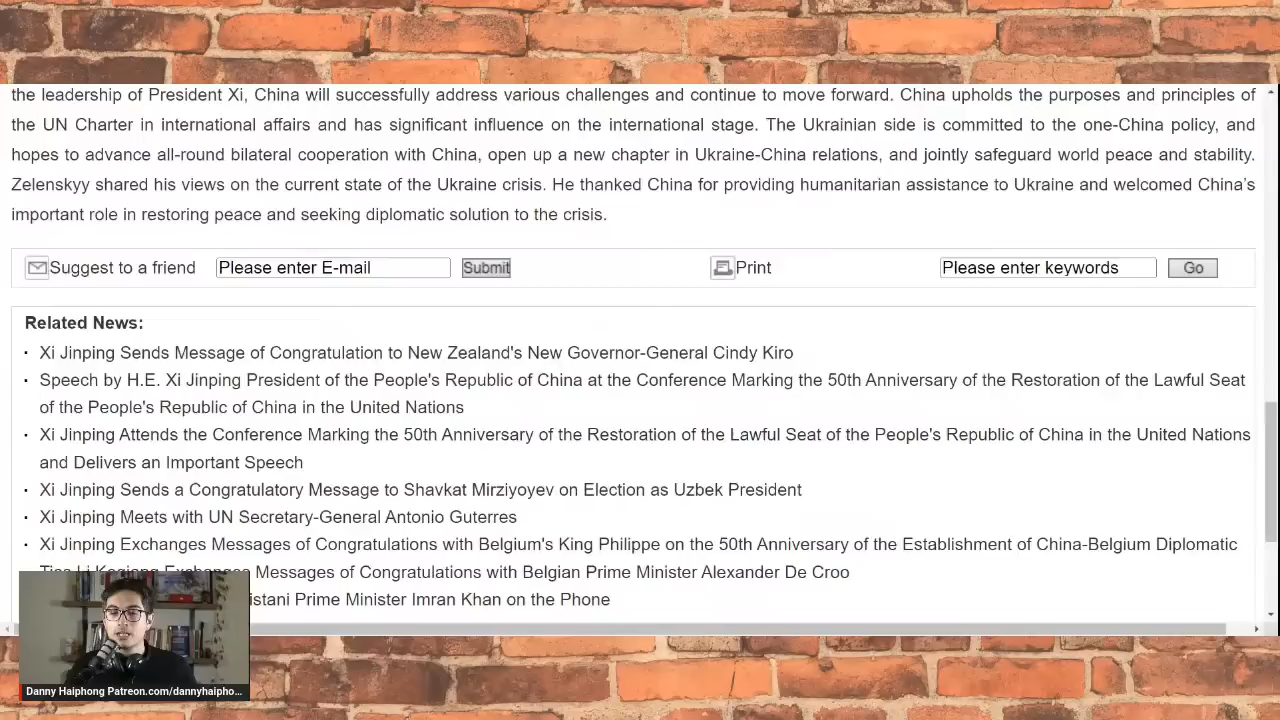 the leadership of President Xi, China will successfully address various challenges and continue to move forward. China upholds the purposes and principles of
the UN Charter in international affairs and has significant influence on the international stage. The Ukrainian side is committed to the one-China policy, and
hopes to advance all-round bilateral cooperation with China, open up a new chapter in Ukraine-China relations, and jointly safeguard world peace and stability.
Zelenskyy shared his views on the current state of the Ukraine crisis. He thanked China for providing humanitarian assistance to Ukraine and welcomed China's
important role in restoring peace and seeking diplomatic solution to the crisis.
Suggest to a friend Please enter E-mail Submit Print Please enter keywords Go
Related News:
· Xi Jinping Sends Message of Congratulation to New Zealand's New Governor-General Cindy Kiro
· Speech by H.E. Xi Jinping President of the People's Republic of China at the Conference Marking the 50th Anniversary of the Restoration of the Lawful Seat
of the People's Republic of China in the United Nations
· Xi Jinping Attends the Conference Marking the 50th Anniversary of the Restoration of the Lawful Seat of the People's Republic of China in the United Nations
and Delivers an Important Speech
· Xi Jinping Sends a Congratulatory Message to Shavkat Mirziyoyev on Election as Uzbek President
· Xi Jinping Meets with UN Secretary-General Antonio Guterres
· Xi Jinping Exchanges Messages of Congratulations with Belgium's King Philippe on the 50th Anniversary of the Establishment of China-Belgium Diplomatic
Messages of Congratulations with Belgian Prime Minister Alexander De Croo
istani Prime Minister Imran Khan on the Phone
Danny Haiphong Patreon.com/dannyhaipho...